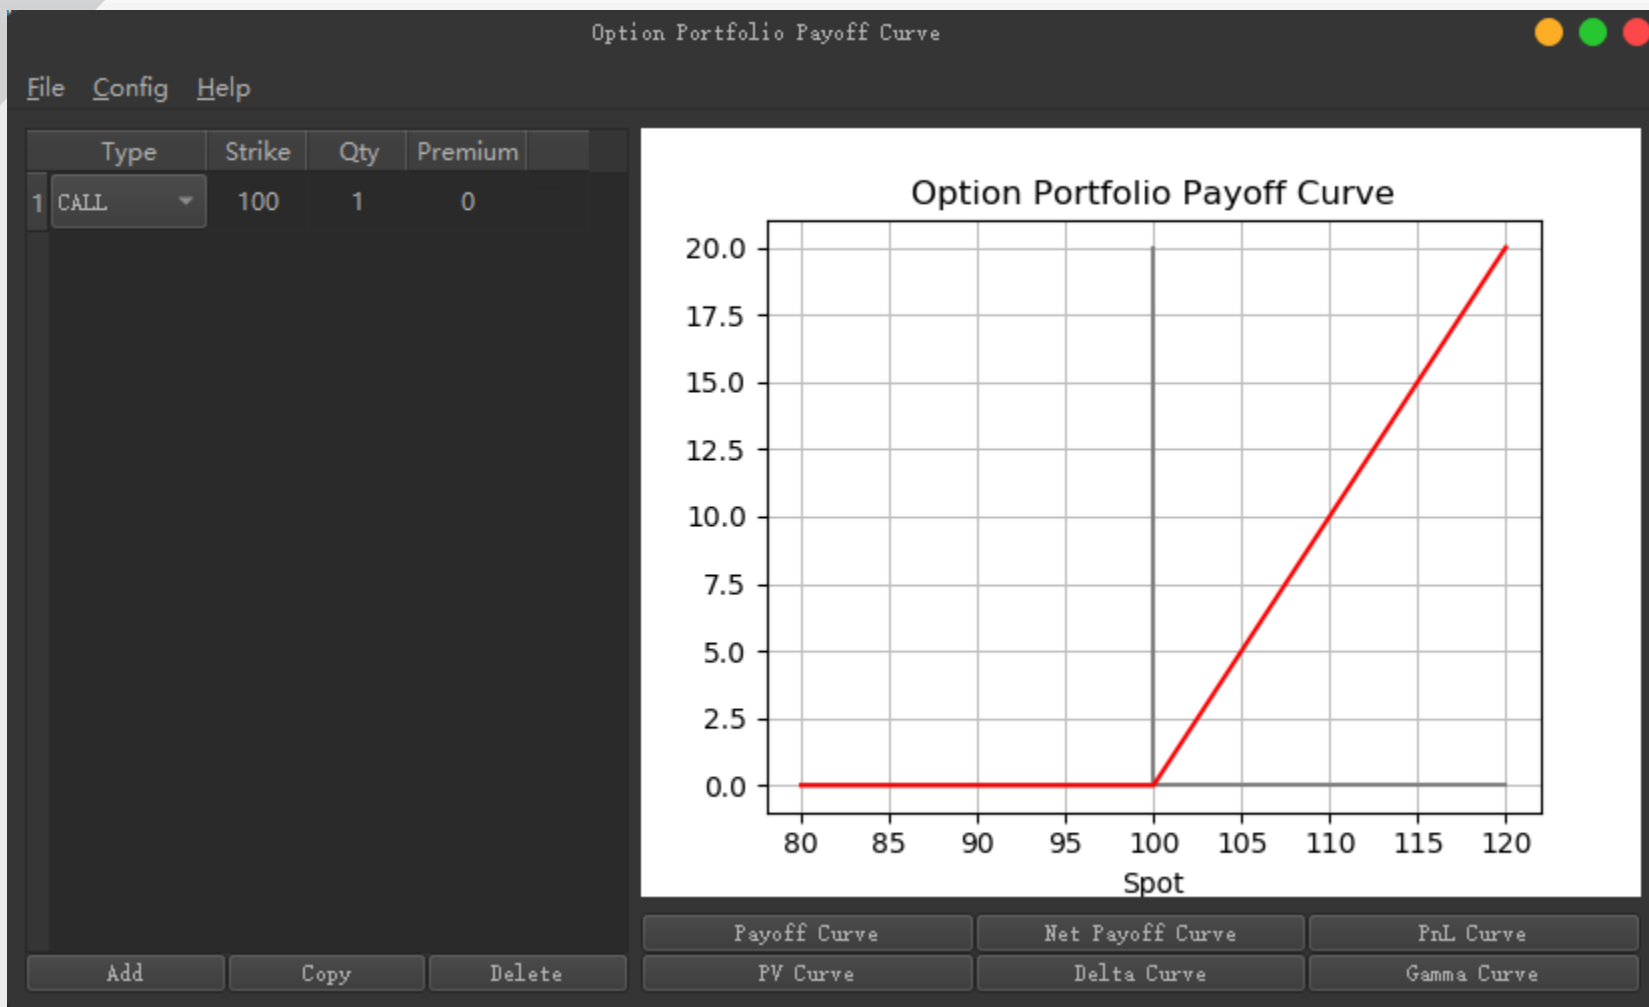 Option Portfolio Payoff Curve
File Config Help
Type Strike Qty Premium
1 CALL 100 1 0
Option Portfolio Payoff Curve
20.0
17.5
15.0
12.5
10.0
7.5
5.0
2.5
0.0
80 85 90 95 100 105 110 115 120
Spot
Payoff Curve Net Payoff Curve PnL Curve
Add Copy Delete PV Curve Delta Curve Gamma Curve